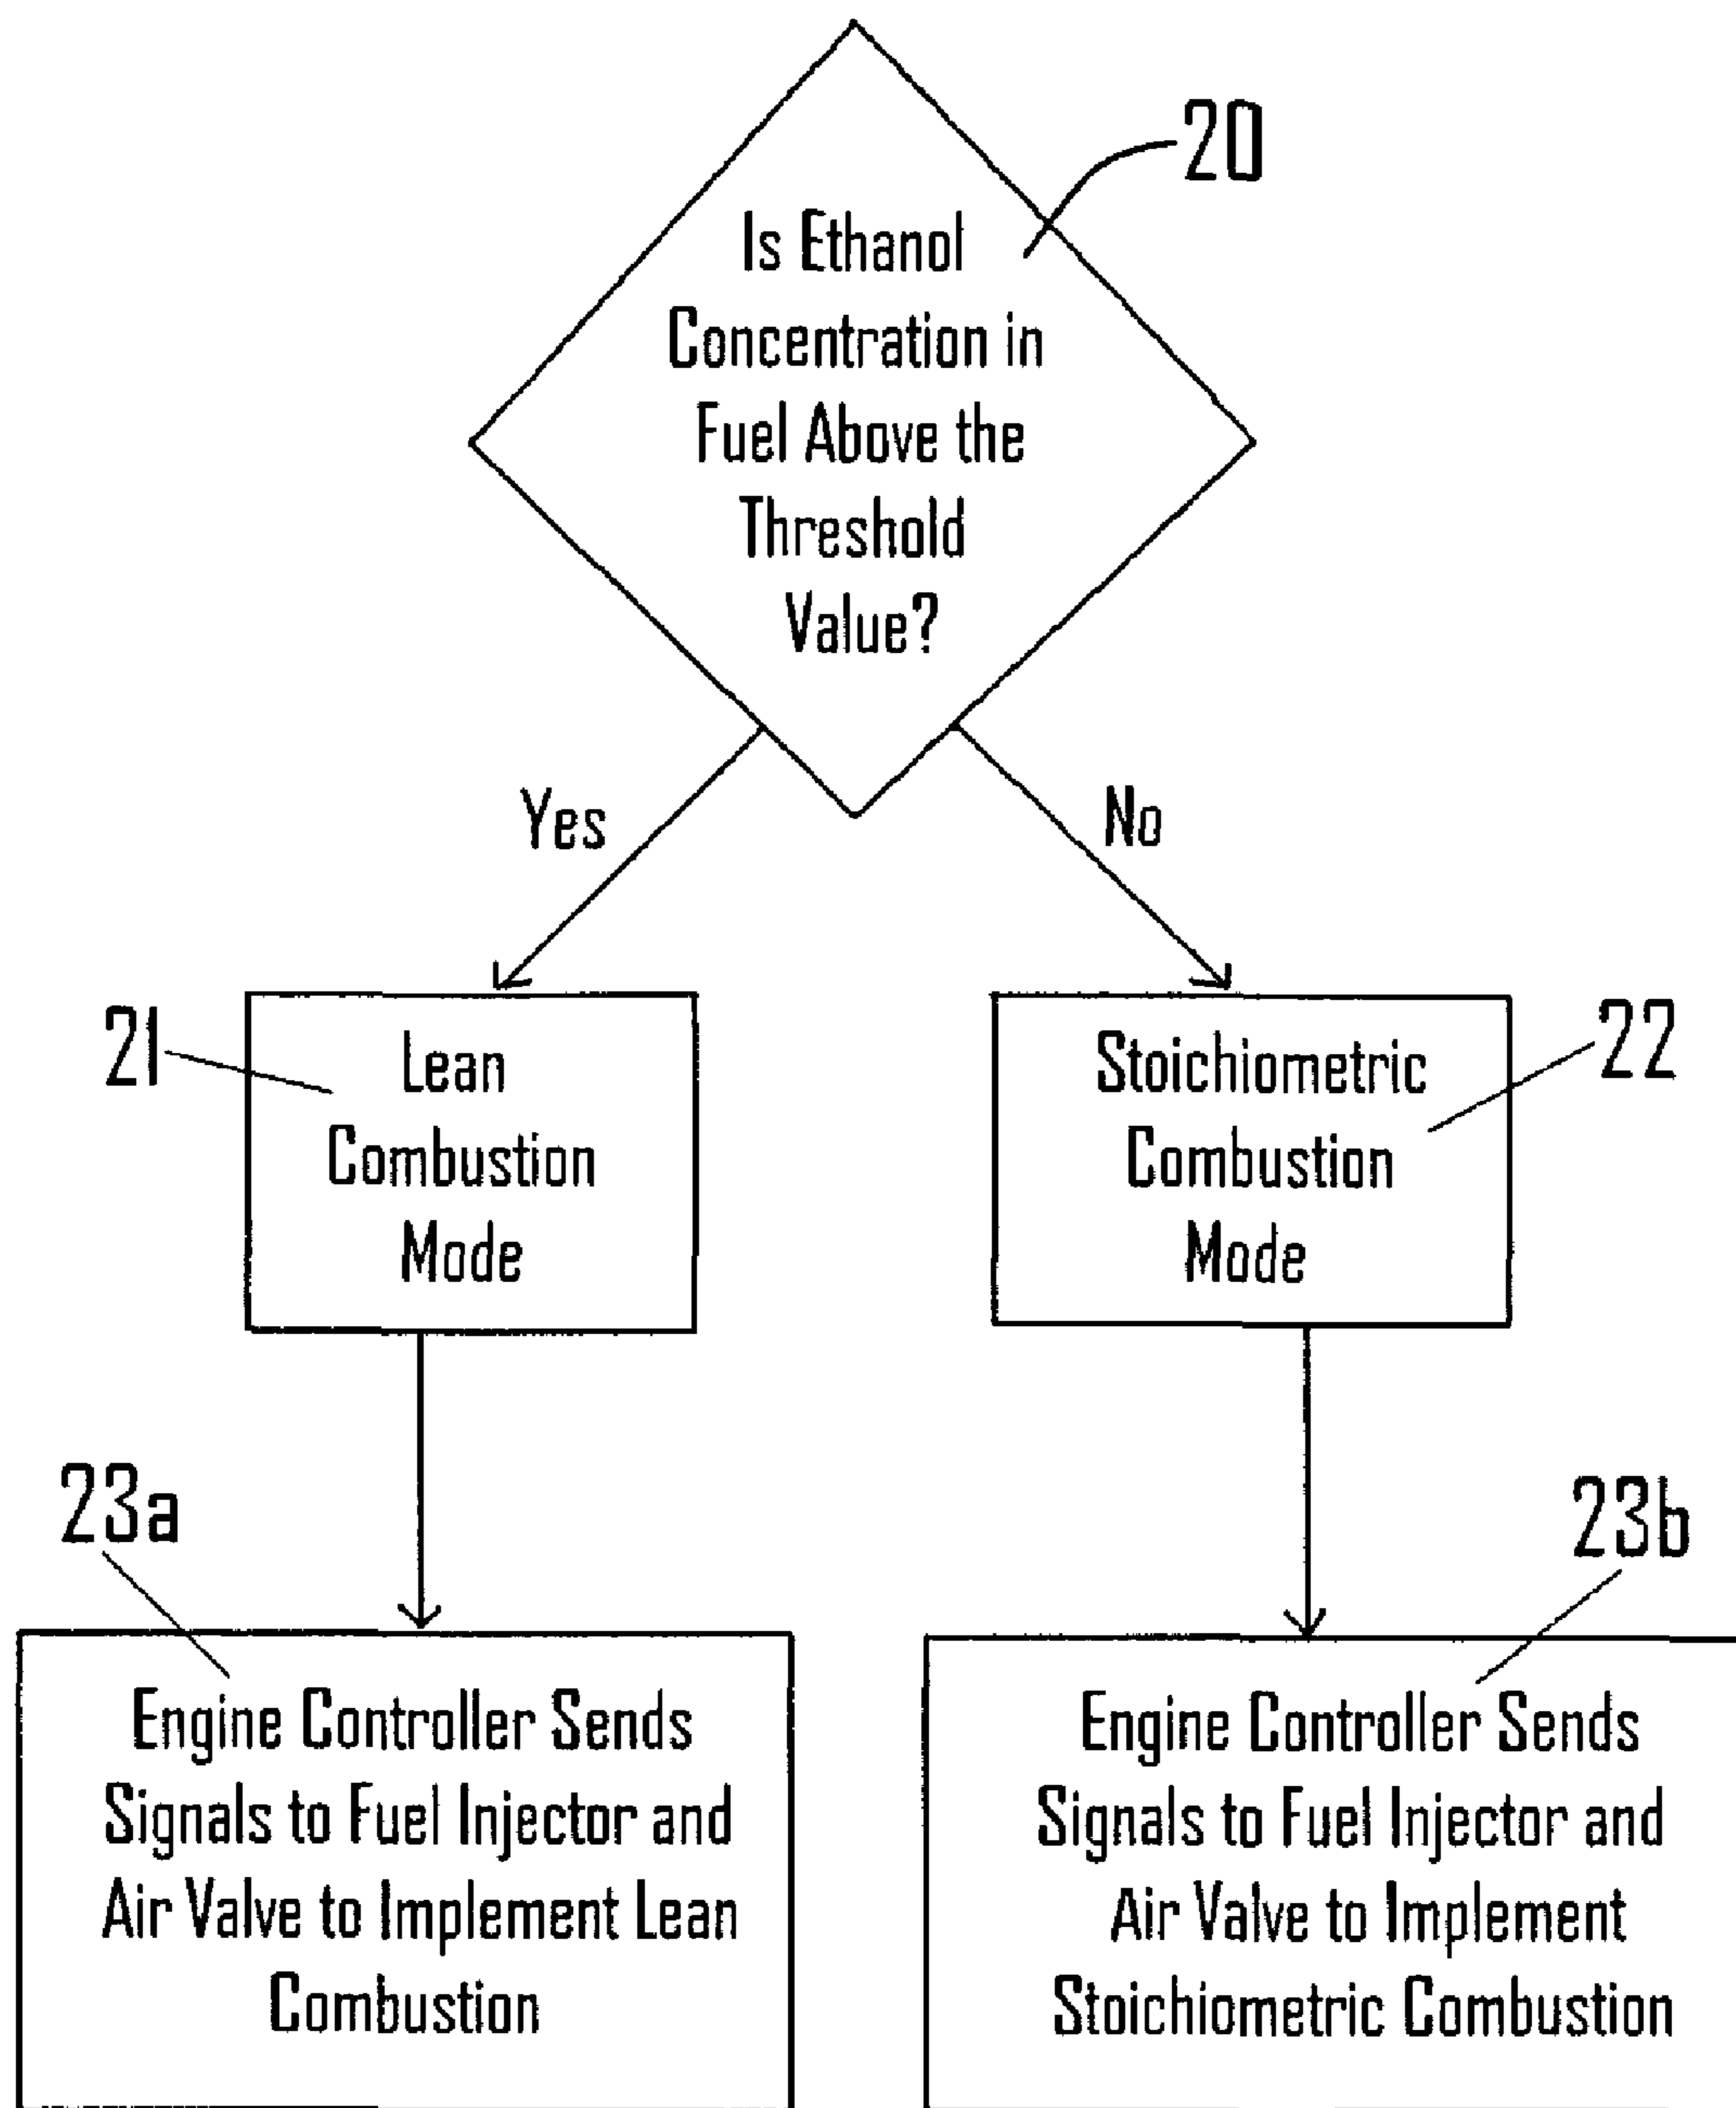 20
Is Ethanol
Concentration in
Fuel Above the
Threshold
Value?
Yes
No
21
Lean
Combustion
Mode
22
Stoichiometric
Combustion
Mode
23a
Engine Controller Sends
Signals to Fuel Injector and
Air Valve to Implement Lean
Combustion
23b
Engine Controller Sends
Signals to Fuel Injector and
Air Valve to Implement
Stoichiometric Combustion